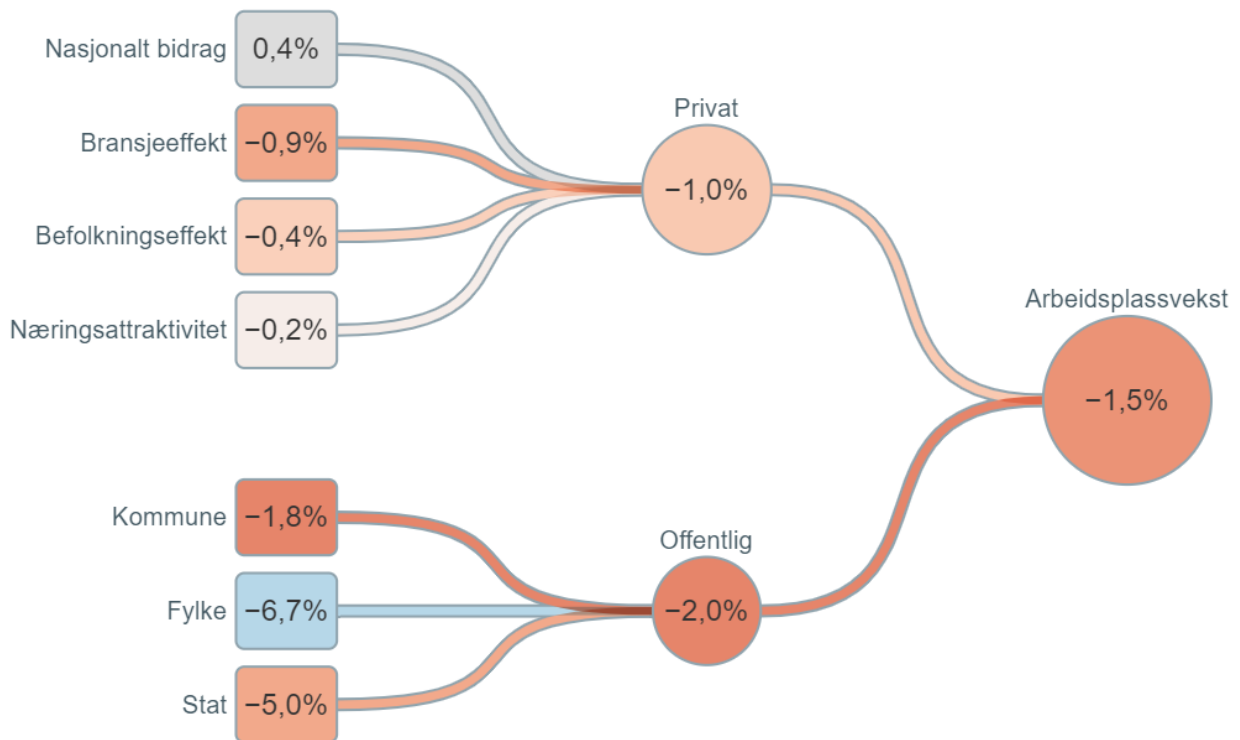 Nasjonalt bidrag
0,4%
Bransjeeffekt
−0,9%
Befolkningseffekt
−0,4%
Næringsattraktivitet
−0,2%
Privat
−1,0%
Arbeidsplassvekst
−1,5%
Kommune
−1,8%
Fylke
−6,7%
Stat
−5,0%
Offentlig
−2,0%